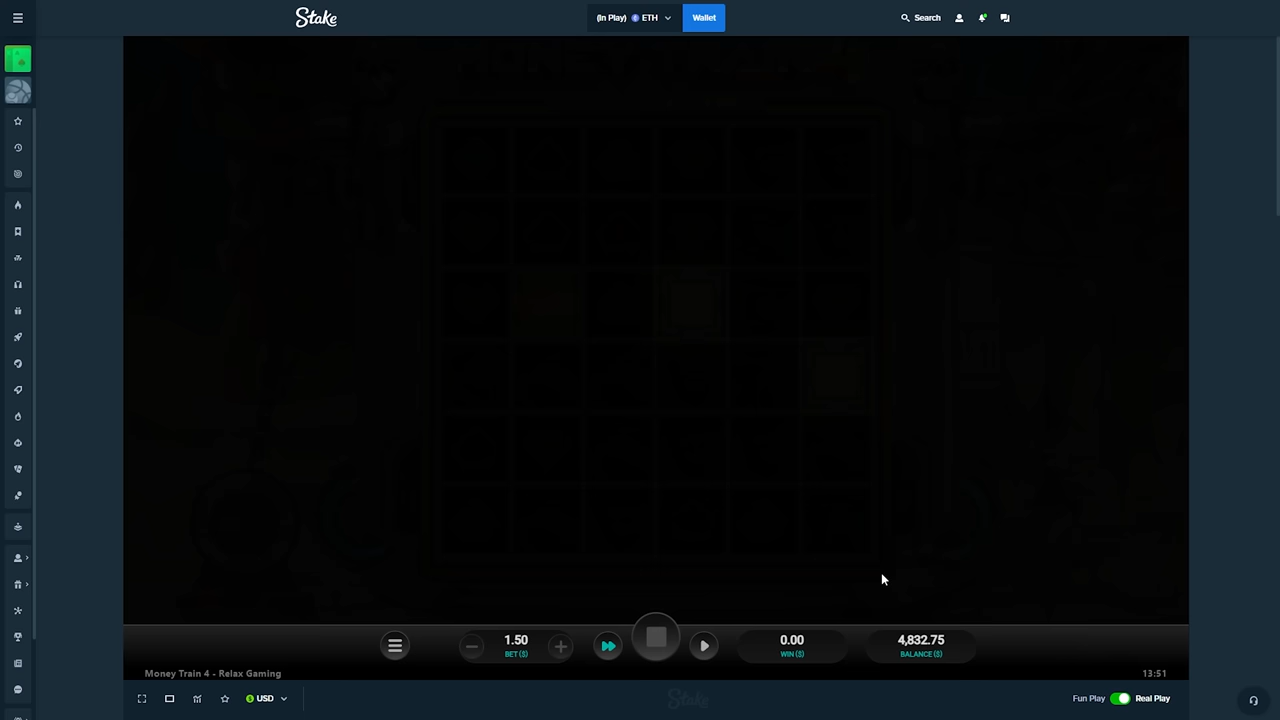 Stake
(In Play) ETH
Wallet
Search
1.50
BET ($)
0.00
WIN ($)
4,832.75
BALANCE ($)
Money Train 4 - Relax Gaming
13:51
USD
Stake
Fun Play
Real Play